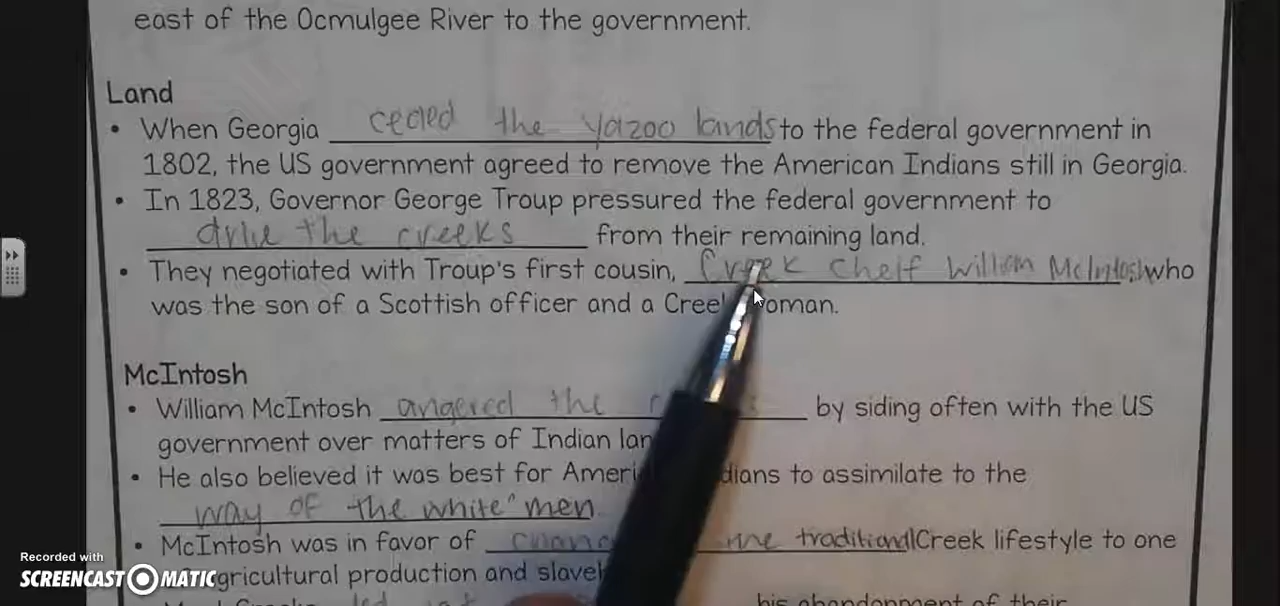 east of the Ocmulgee River to the government.
Land
• When Georgia ceded the Yazoo lands to the federal government in
1802, the US government agreed to remove the American Indians still in Georgia.
• In 1823, Governor George Troup pressured the federal government to
drive the creeks from their remaining land.
• They negotiated with Troup's first cousin, Creek Cheif William McIntosh, who
was the son of a Scottish officer and a Creek woman.
McIntosh
• William McIntosh angered the by siding often with the US
government over matters of Indian
• He also believed it was best for to assimilate to the
way of the white men
• McIntosh was in favor of traditional Creek lifestyle to one
agricultural production and
led his abandonment of their
Recorded with
SCREENCAST-O-MATIC